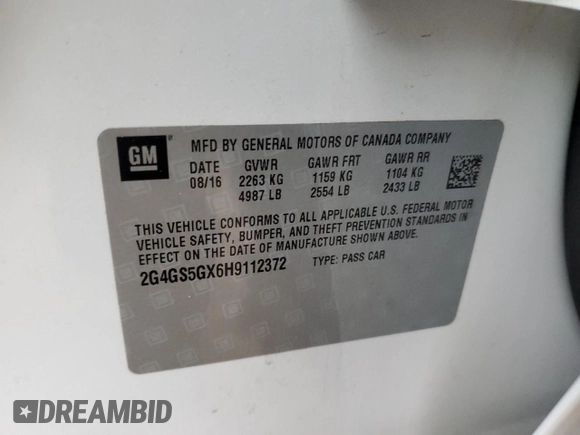 GM
MFD BY GENERAL MOTORS OF CANADA COMPANY
DATE GVWR GAWR FRT GAWR RR
08/16 2263 KG 1159 KG 1104 KG
4987 LB 2554 LB 2433 LB
THIS VEHICLE CONFORMS TO ALL APPLICABLE U.S. FEDERAL MOTOR
VEHICLE SAFETY, BUMPER, AND THEFT PREVENTION STANDARDS IN
EFFECT ON THE DATE OF MANUFACTURE SHOWN ABOVE.
2G4GS5GX6H9112372 TYPE: PASS CAR
DREAMBID